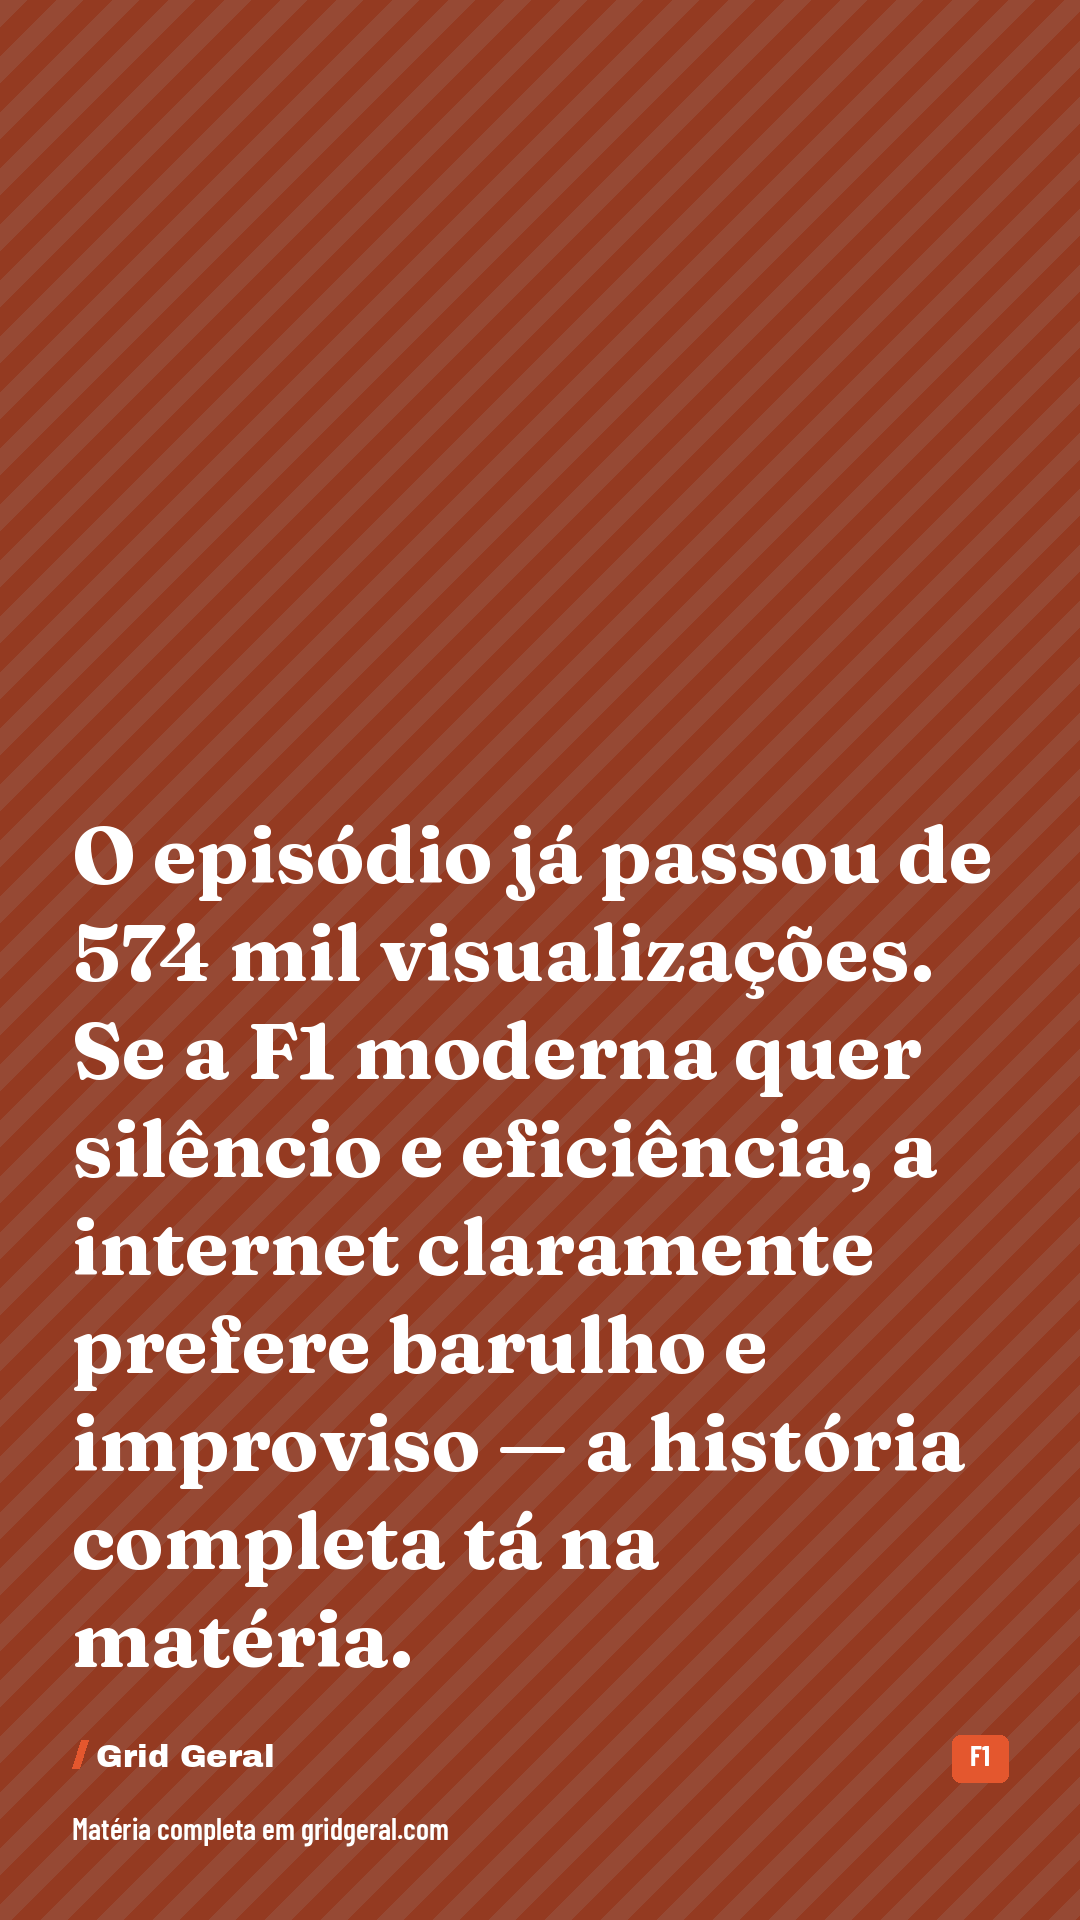 O episódio já passou de
574 mil visualizações.
Se a F1 moderna quer
silêncio e eficiência, a
internet claramente
prefere barulho e
improviso — a história
completa tá na
matéria.
/ Grid Geral
F1
Matéria completa em gridgeral.com